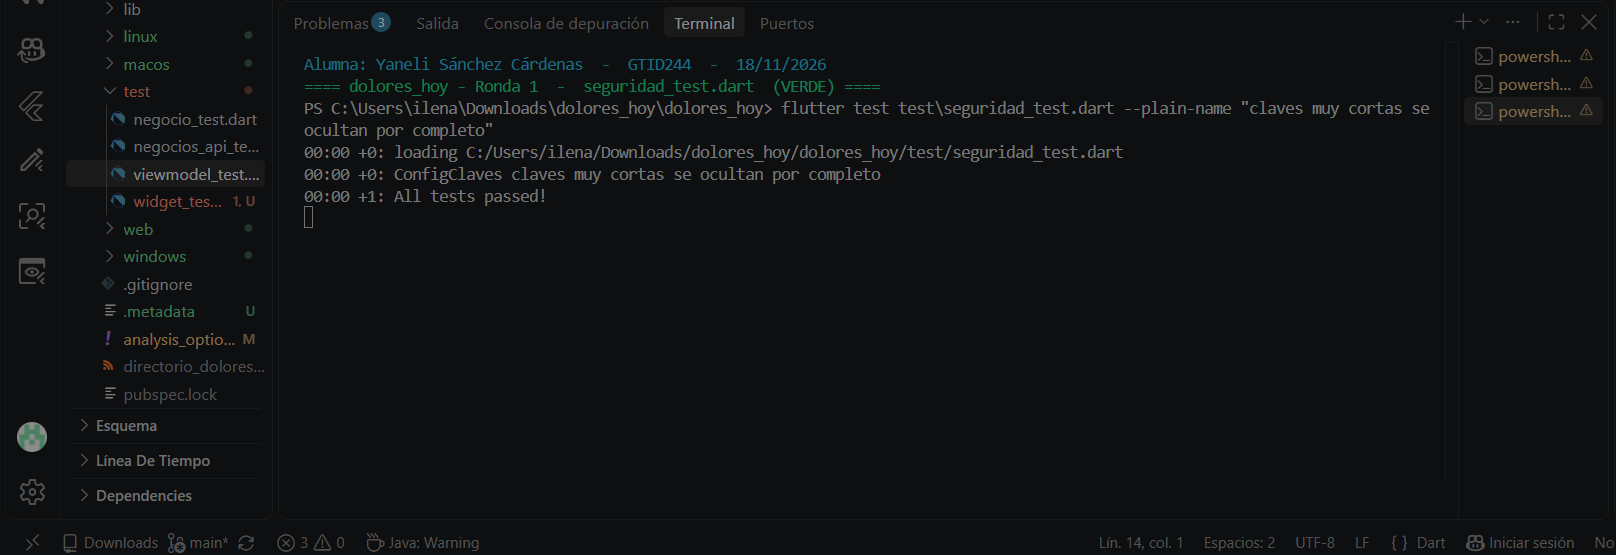 lib
linux
macos
test
negocio_test.dart
negocios_api_te...
viewmodel_test....
widget_tes... 1, U
web
windows
.gitignore
.metadata U
analysis_optio... M
directorio_dolores...
pubspec.lock
Esquema
Línea De Tiempo
Dependencies
Problemas 3 Salida Consola de depuración Terminal Puertos
Alumna: Yaneli Sánchez Cárdenas - GTID244 - 18/11/2026
==== dolores_hoy - Ronda 1 - seguridad_test.dart (VERDE) ====
PS C:\Users\ilena\Downloads\dolores_hoy\dolores_hoy> flutter test test\seguridad_test.dart --plain-name "claves muy cortas se
ocultan por completo"
00:00 +0: loading C:/Users/ilena/Downloads/dolores_hoy/dolores_hoy/test/seguridad_test.dart
00:00 +0: ConfigClaves claves muy cortas se ocultan por completo
00:00 +1: All tests passed!
powersh...
powersh...
powersh...
Downloads main* 3 0 Java: Warning Lín. 14, col. 1 Espacios: 2 UTF-8 LF { } Dart Iniciar sesión No